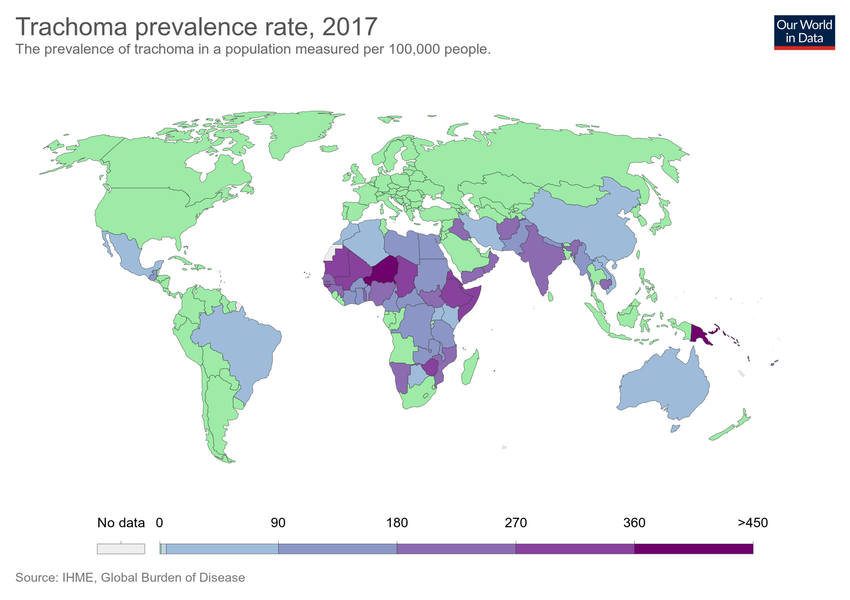 Trachoma prevalence rate, 2017
The prevalence of trachoma in a population measured per 100,000 people.
Our World
in Data
No data 0 90 180 270 360 >450
Source: IHME, Global Burden of Disease